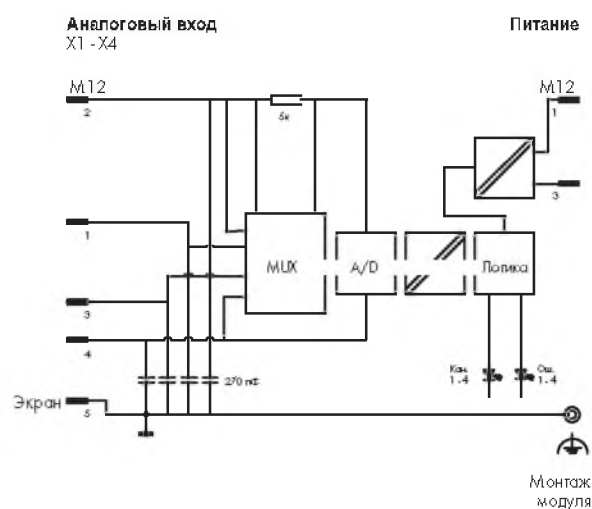 Аналоговый вход
X1 - X4
Питание
M12
2
5к
M12
1
3
1
MUX
A/D
Логика
3
4
270 пФ
Кан.
1..4
Ош.
1..4
Экран
5
Монтаж
модуля